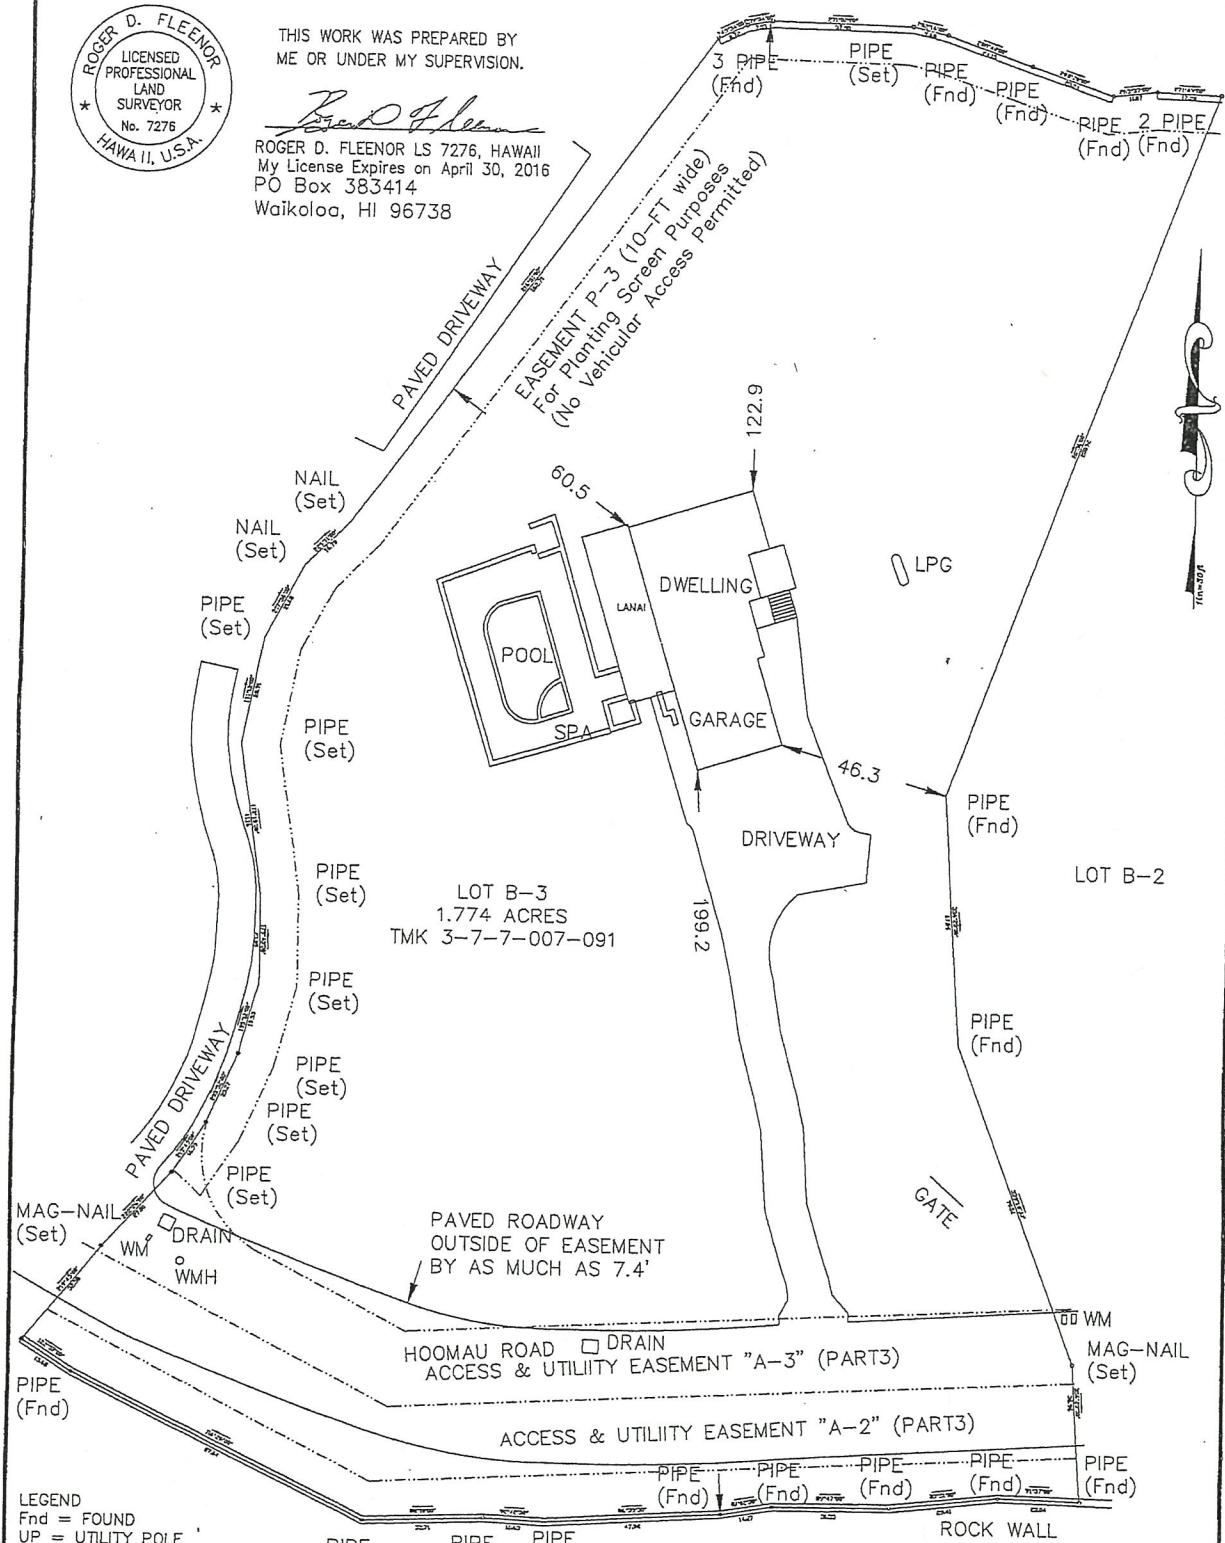 ROGER D. FLEENOR
LICENSED
PROFESSIONAL
LAND
SURVEYOR
No. 7276
HAWAII, U.S.A.
THIS WORK WAS PREPARED BY
ME OR UNDER MY SUPERVISION.
ROGER D. FLEENOR LS 7276, HAWAII
My License Expires on April 30, 2016
PO Box 383414
Waikoloa, HI 96738
3 PIPE
(Fnd)
PIPE
(Set)
PIPE
(Fnd)
PIPE
(Fnd)
PIPE
(Fnd)
2 PIPE
(Fnd)
PAVED DRIVEWAY
EASEMENT P-3 (10-FT wide)
For Planting Screen Purposes
(No Vehicular Access Permitted)
122.9
60.5
NAIL
(Set)
NAIL
(Set)
PIPE
(Set)
DWELLING
LPG
LANAI
POOL
SPA
GARAGE
46.3
1in=30ft
PIPE
(Set)
PIPE
(Fnd)
DRIVEWAY
LOT B-2
PIPE
(Set)
LOT B-3
1.774 ACRES
TMK 3-7-7-007-091
199.2
PIPE
(Set)
PIPE
(Fnd)
PAVED DRIVEWAY
PIPE
(Set)
PIPE
(Set)
PIPE
(Set)
GATE
MAG-NAIL
(Set)
DRAIN
WM
WMH
PAVED ROADWAY
OUTSIDE OF EASEMENT
BY AS MUCH AS 7.4'
WM
HOOMAU ROAD
DRAIN
ACCESS & UTILIITY EASEMENT "A-3" (PART3)
MAG-NAIL
(Set)
PIPE
(Fnd)
ACCESS & UTILIITY EASEMENT "A-2" (PART3)
PIPE
(Fnd)
PIPE
(Fnd)
PIPE
(Fnd)
PIPE
(Fnd)
PIPE
(Fnd)
LEGEND
Fnd = FOUND
UP = UTILITY POLE
PIPE
PIPE
PIPE
ROCK WALL